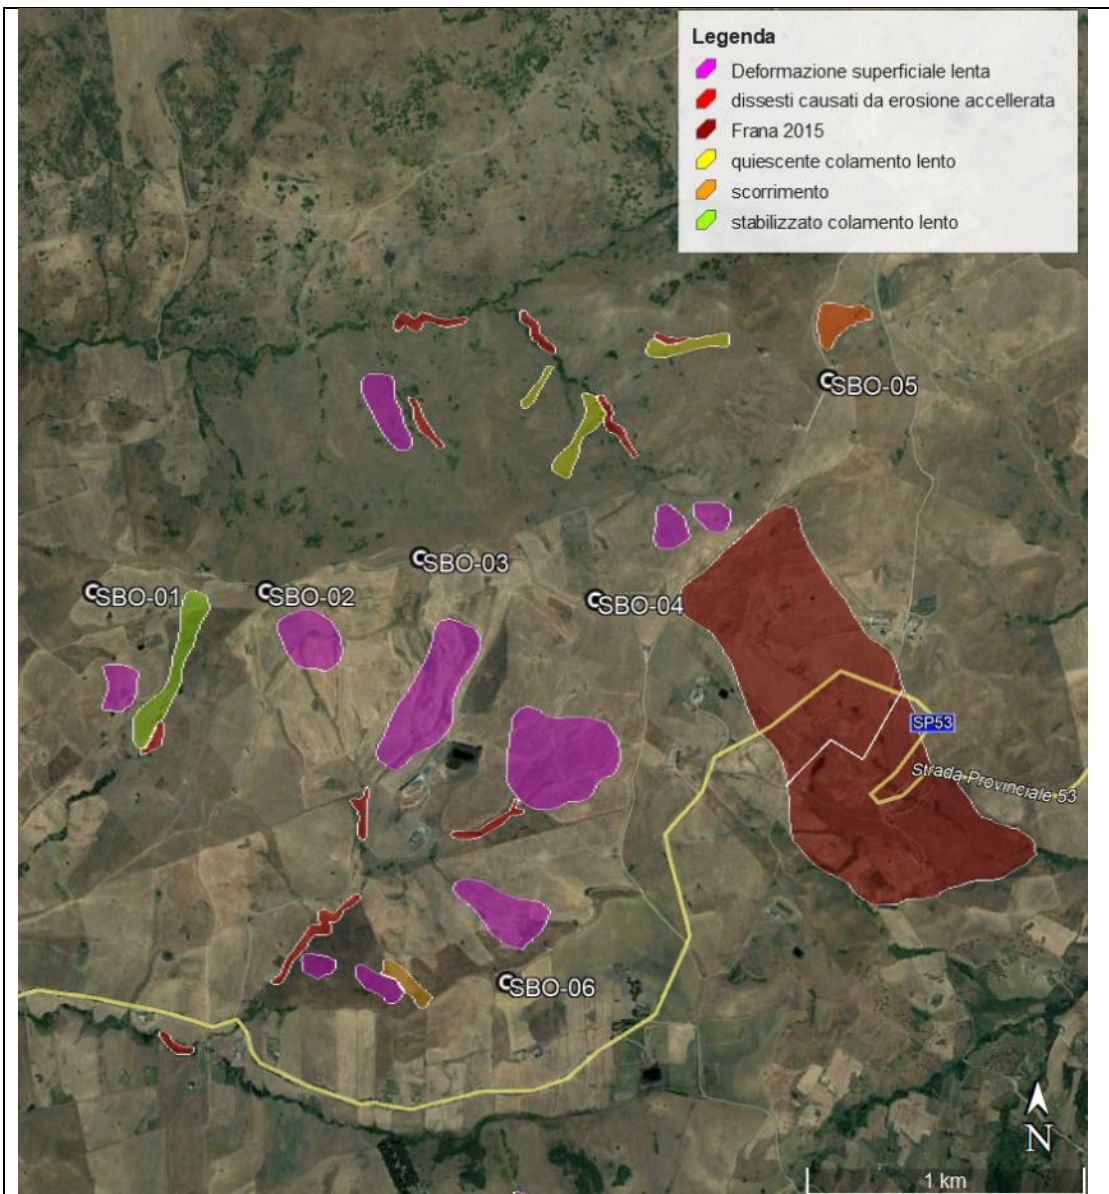 Legenda
Deformazione superficiale lenta
dissesti causati da erosione accellerata
Frana 2015
quiescente colamento lento
scorrimento
stabilizzato colamento lento
SBO-05
SBO-03
SBO-01
SBO-02
SBO-04
SP53
Strada Provinciale 53
SBO-06
N
1 km